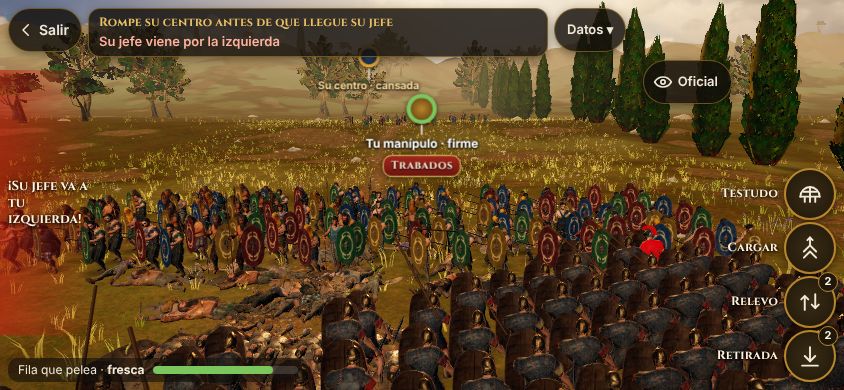 Salir
Rompe su centro antes de que llegue su jefe
Su jefe viene por la izquierda
Datos ▾
Oficial
Su centro · cansada
Tu manípulo · firme
Trabados
¡Su jefe va a
tu
izquierda!
Testudo
Cargar
2
Relevo
2
Retirada
Fila que pelea · fresca